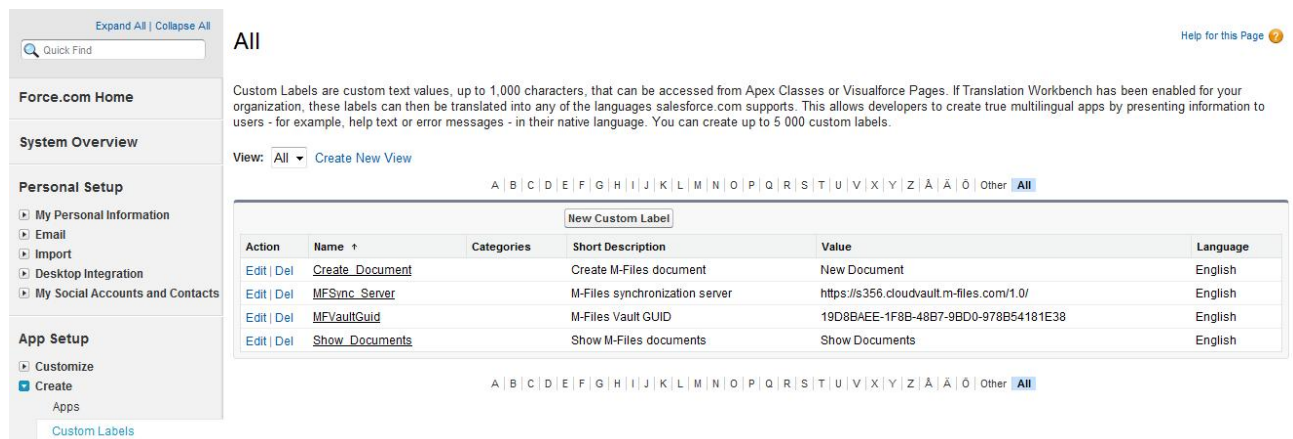 Expand All | Collapse All
Quick Find
Force.com Home
System Overview
Personal Setup
My Personal Information
Email
Import
Desktop Integration
My Social Accounts and Contacts
App Setup
Customize
Create
Apps
Custom Labels
All
Help for this Page
Custom Labels are custom text values, up to 1,000 characters, that can be accessed from Apex Classes or Visualforce Pages. If Translation Workbench has been enabled for your
organization, these labels can then be translated into any of the languages salesforce.com supports. This allows developers to create true multilingual apps by presenting information to
users - for example, help text or error messages - in their native language. You can create up to 5 000 custom labels.
View: All Create New View
A | B | C | D | E | F | G | H | I | J | K | L | M | N | O | P | Q | R | S | T | U | V | X | Y | Z | Å | Ä | Ö | Other All
New Custom Label
Action Name ↑ Categories Short Description Value Language
Edit | Del Create_Document Create M-Files document New Document English
Edit | Del MFSync_Server M-Files synchronization server https://s356.cloudvault.m-files.com/1.0/ English
Edit | Del MFVaultGuid M-Files Vault GUID 19D8BAEE-1F8B-48B7-9BD0-978B54181E38 English
Edit | Del Show_Documents Show M-Files documents Show Documents English
A | B | C | D | E | F | G | H | I | J | K | L | M | N | O | P | Q | R | S | T | U | V | X | Y | Z | Å | Ä | Ö | Other All